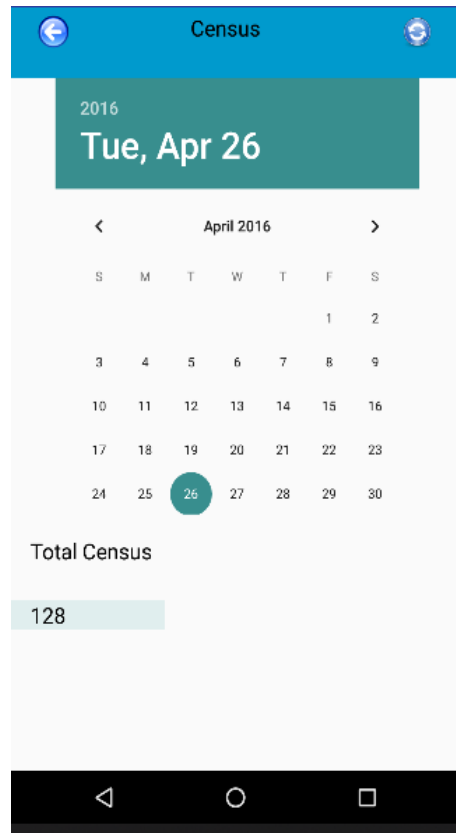 Census
2016
Tue, Apr 26
April 2016
S M T W T F S
1 2
3 4 5 6 7 8 9
10 11 12 13 14 15 16
17 18 19 20 21 22 23
24 25 26 27 28 29 30
Total Census
128